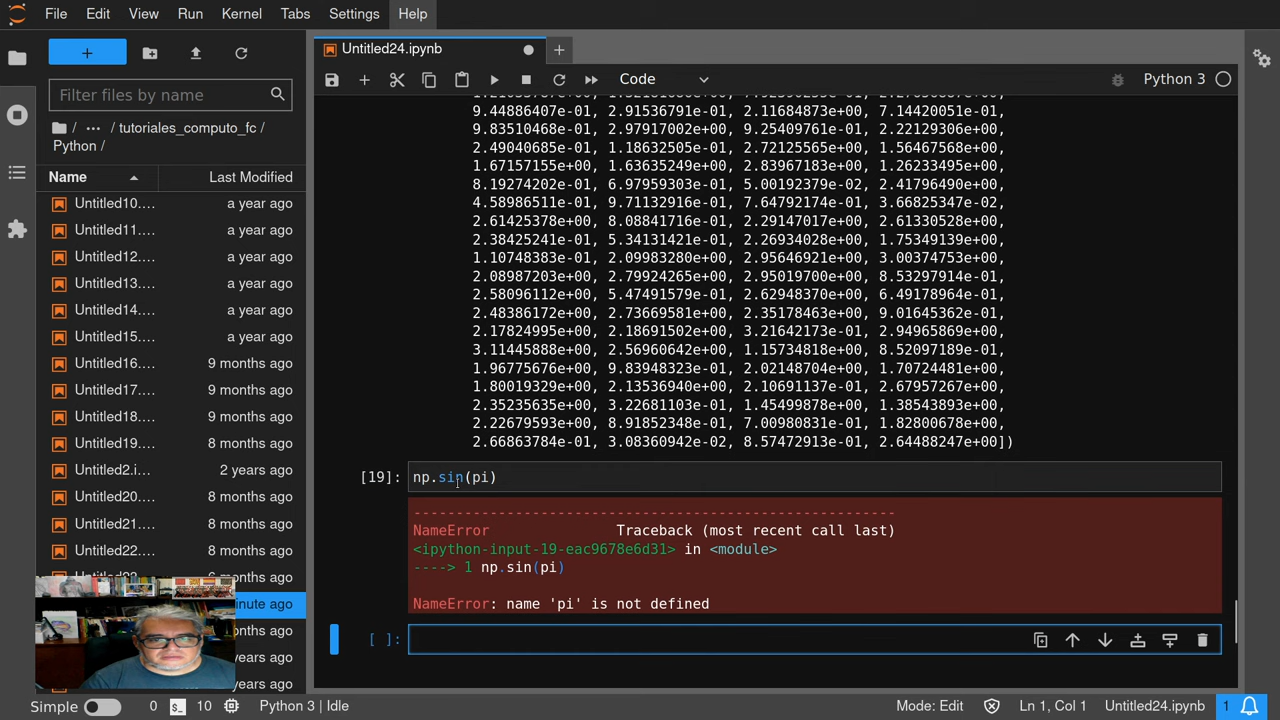 File Edit View Run Kernel Tabs Settings Help
Untitled24.ipynb
Code
Python 3
Filter files by name
/ ... / tutoriales_computo_fc /
Python /
Name Last Modified
Untitled10.... a year ago
Untitled11.... a year ago
Untitled12.... a year ago
Untitled13.... a year ago
Untitled14.... a year ago
Untitled15.... a year ago
Untitled16.... 9 months ago
Untitled17.... 9 months ago
Untitled18.... 9 months ago
Untitled19.... 8 months ago
Untitled2.i... 2 years ago
Untitled20.... 8 months ago
Untitled21.... 8 months ago
Untitled22.... 8 months ago
6 months ago
inute ago
onths ago
years ago
years ago
9.44886407e-01, 2.91536791e-01, 2.11684873e+00, 7.14420051e-01,
9.83510468e-01, 2.97917002e+00, 9.25409761e-01, 2.22129306e+00,
2.49040685e-01, 1.18632505e-01, 2.72125565e-01, 1.56467568e+00,
1.67157155e+00, 1.63635249e+00, 2.83967183e+00, 1.26233495e+00,
8.19274202e-01, 6.97959303e-01, 5.00192379e-02, 2.41796490e+00,
4.58986511e-01, 9.71132916e-01, 7.64792174e-01, 3.66825347e-02,
2.61425378e+00, 8.08841716e-01, 2.29147017e+00, 2.61330528e+00,
2.38425241e-01, 5.34131421e-01, 2.26934028e+00, 1.75349139e+00,
1.10748383e-01, 2.09983280e+00, 2.95646921e+00, 3.00374753e+00,
2.08987203e+00, 2.79924265e+00, 2.95019700e+00, 8.53297914e-01,
2.58096112e+00, 5.47491579e-01, 2.62948370e+00, 6.49178964e-01,
2.48386172e+00, 2.73669581e+00, 2.35178463e+00, 9.01645362e-01,
2.17824995e+00, 2.18691502e+00, 3.21642173e-01, 2.94965869e+00,
3.11445888e+00, 2.56960642e+00, 1.15734818e+00, 8.52097189e-01,
1.96775676e+00, 9.83948323e-01, 2.02148704e+00, 1.70724481e+00,
1.80019329e+00, 2.13536940e+00, 2.10691137e-01, 2.67957267e+00,
2.35235635e+00, 3.22681103e-01, 1.45499878e+00, 1.38543893e+00,
2.22679593e+00, 8.91852348e-01, 7.00980831e-01, 1.82800678e+00,
2.66863784e-01, 3.08360942e-02, 8.57472913e-01, 2.64488247e+00])
[19]: np.sin(pi)
---------------------------------------------------------------------------
NameError Traceback (most recent call last)
<ipython-input-19-eac9678e6d31> in <module>
----> 1 np.sin(pi)
NameError: name 'pi' is not defined
[ ]:
Simple 0 10 Python 3 | Idle Mode: Edit Ln 1, Col 1 Untitled24.ipynb 1